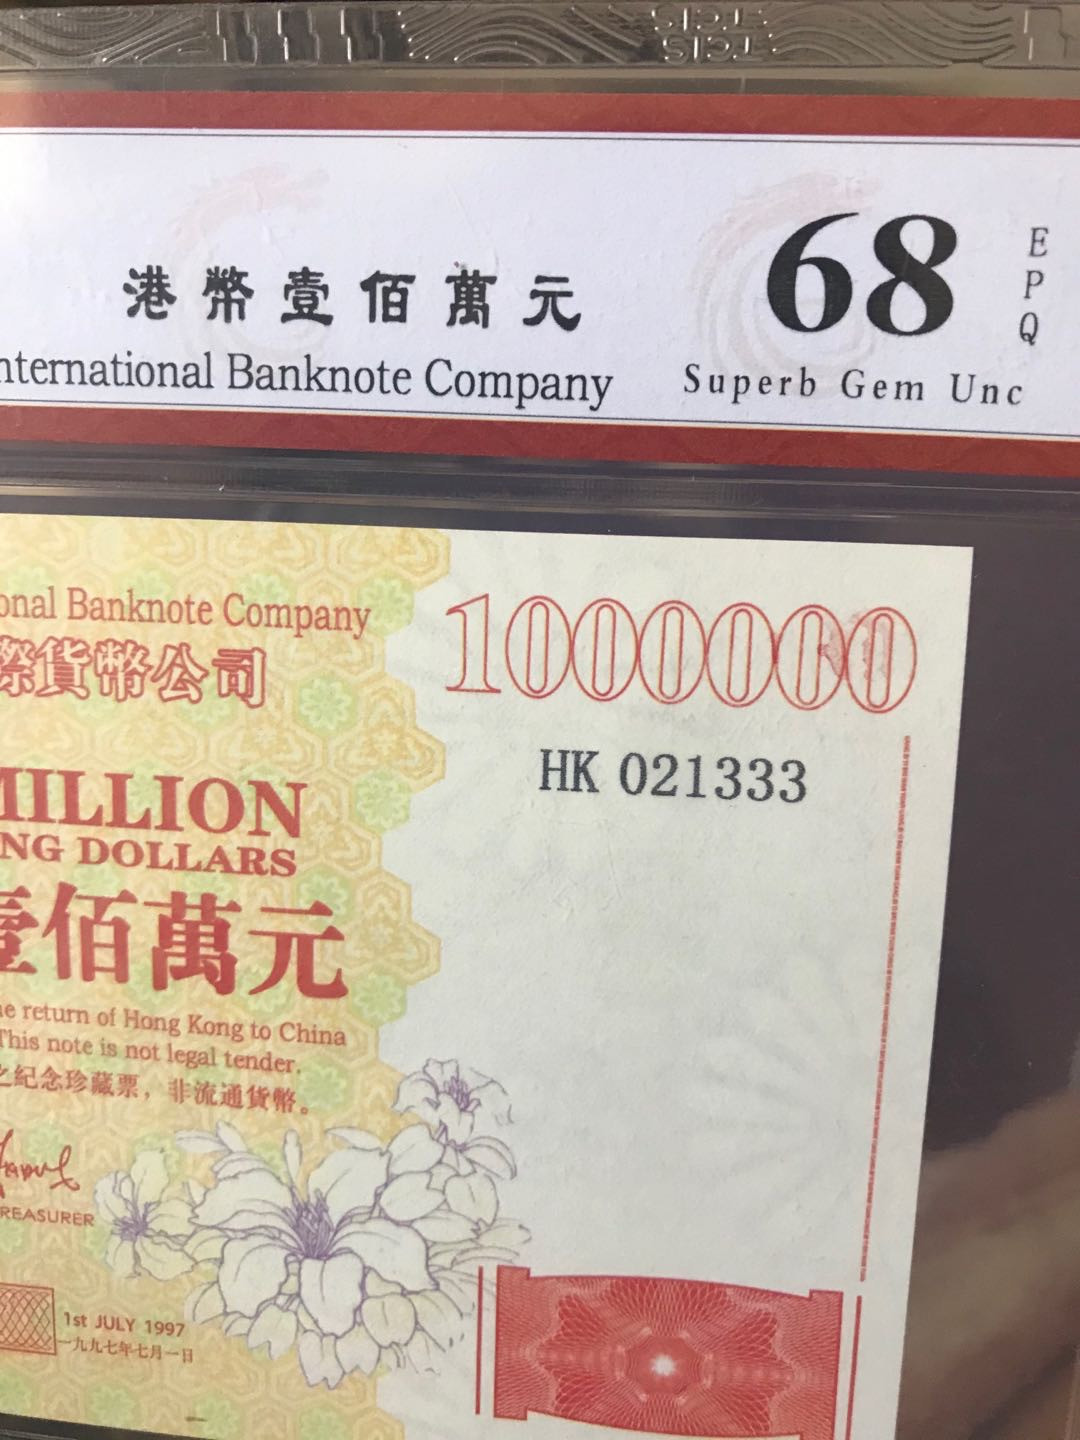 TCIS
TCIS
港幣壹佰萬元
nternational Banknote Company
68
E
P
Q
Superb Gem Unc
onal Banknote Company
際貨幣公司
1000000
HK 021333
MILLION
NG DOLLARS
壹佰萬元
e return of Hong Kong to China
This note is not legal tender.
之紀念珍藏票，非流通貨幣。
REASURER
1st JULY 1997
一九九七年七月一日